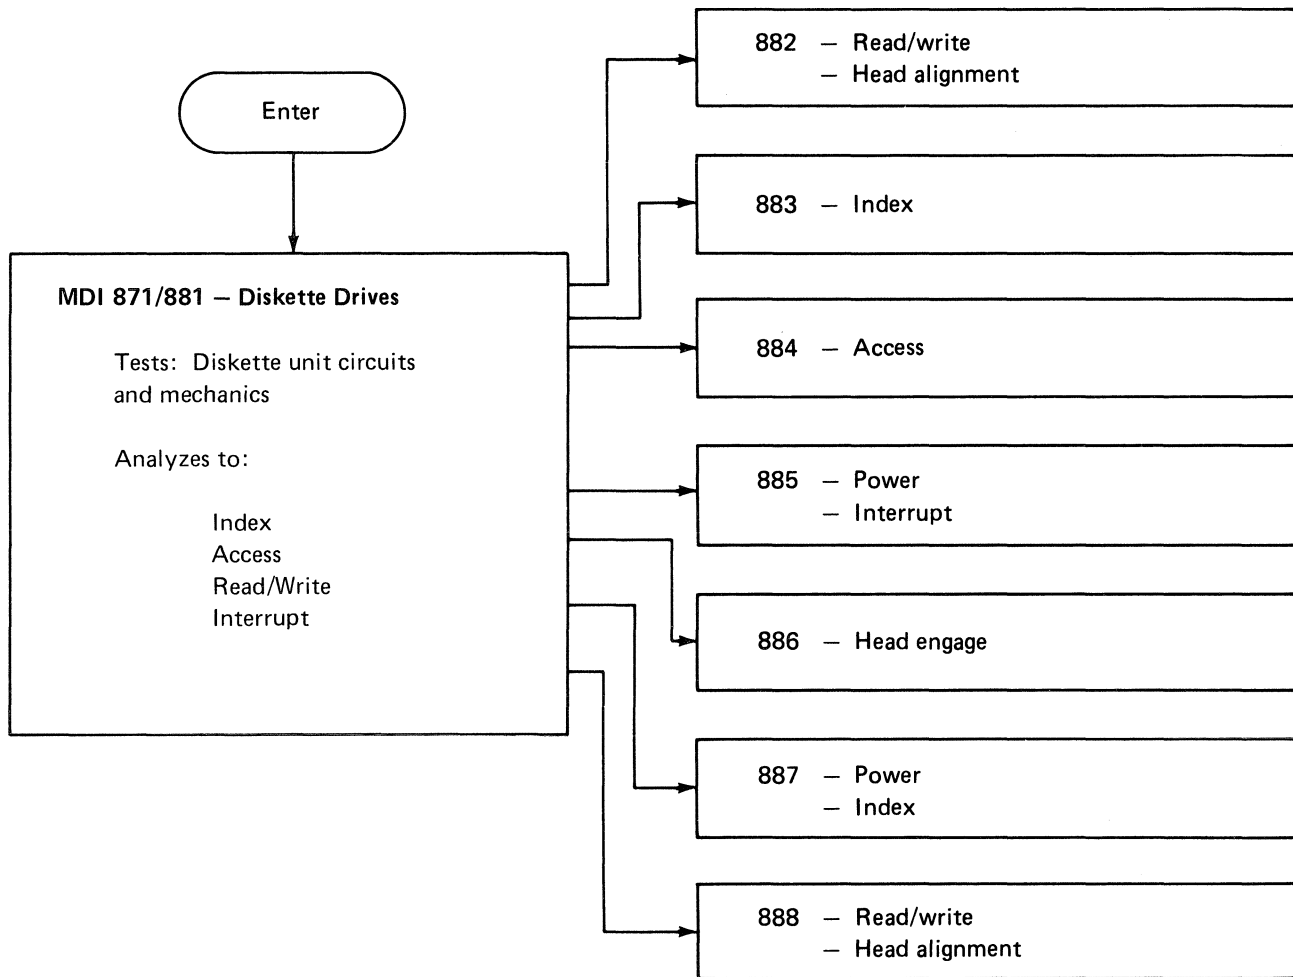 Enter
MDI 871/881 — Diskette Drives
Tests: Diskette unit circuits
and mechanics
Analyzes to:
Index
Access
Read/Write
Interrupt
882 — Read/write
— Head alignment
883 — Index
884 — Access
885 — Power
— Interrupt
886 — Head engage
887 — Power
— Index
888 — Read/write
— Head alignment